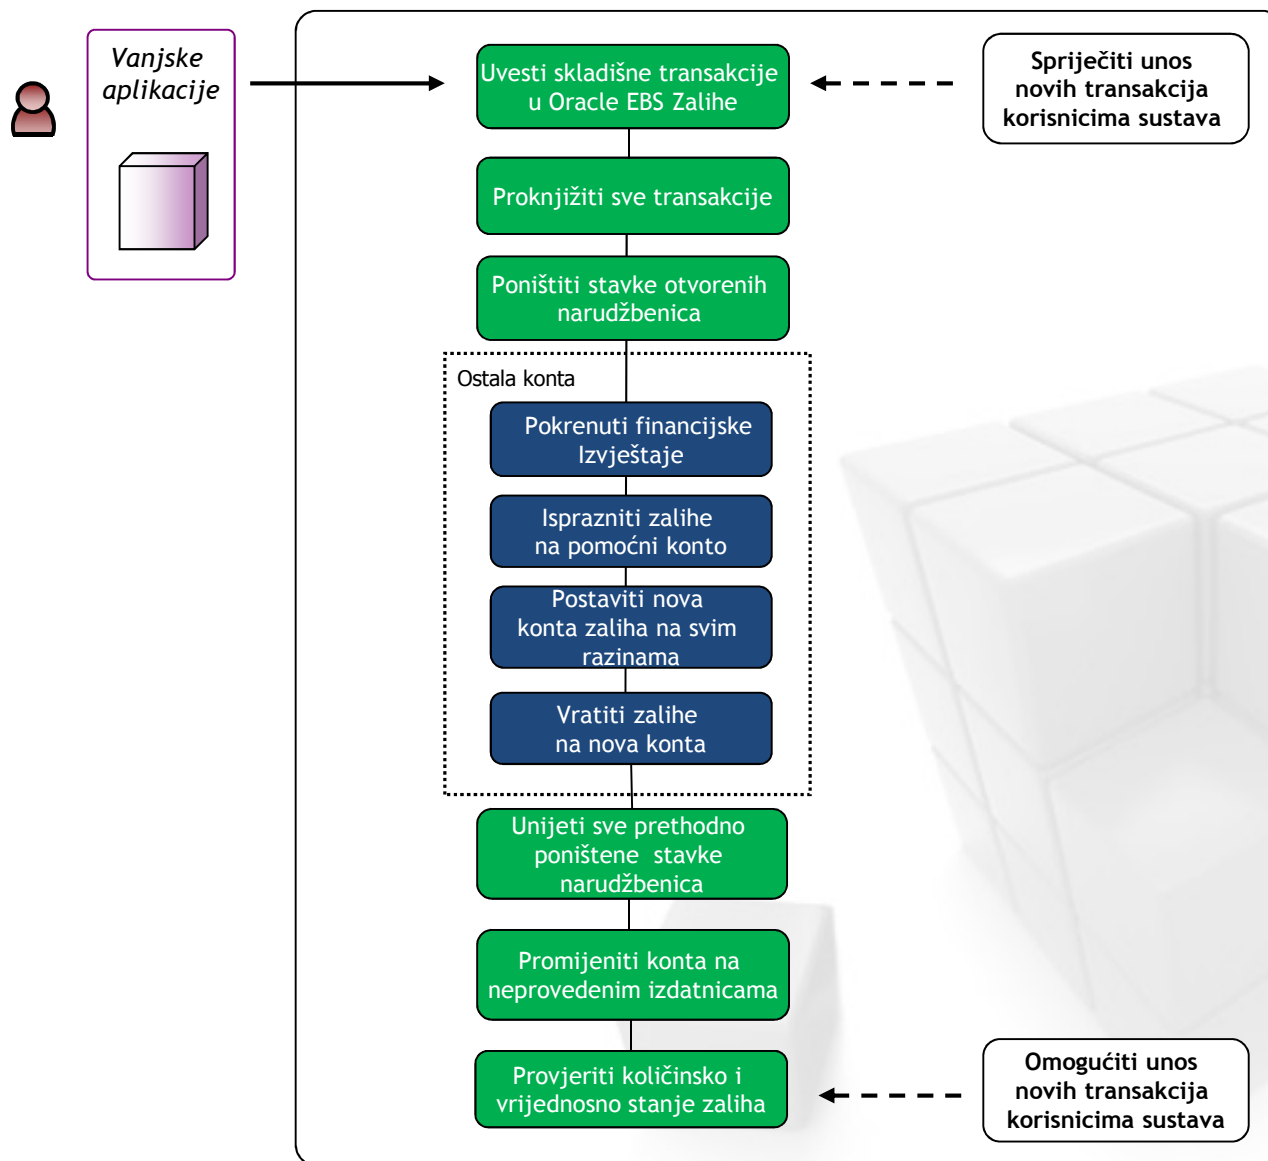 Vanjske
aplikacije
Uvesti skladišne transakcije
u Oracle EBS Zalihe
Spriječiti unos
novih transakcija
korisnicima sustava
Proknjižiti sve transakcije
Poništiti stavke otvorenih
narudžbenica
Ostala konta
Pokrenuti financijske
Izvještaje
Isprazniti zalihe
na pomoćni konto
Postaviti nova
konta zaliha na svim
razinama
Vratiti zalihe
na nova konta
Unijeti sve prethodno
poništene stavke
narudžbenica
Promijeniti konta na
neprovedenim izdatnicama
Provjeriti količinsko i
vrijednosno stanje zaliha
Omogućiti unos
novih transakcija
korisnicima sustava